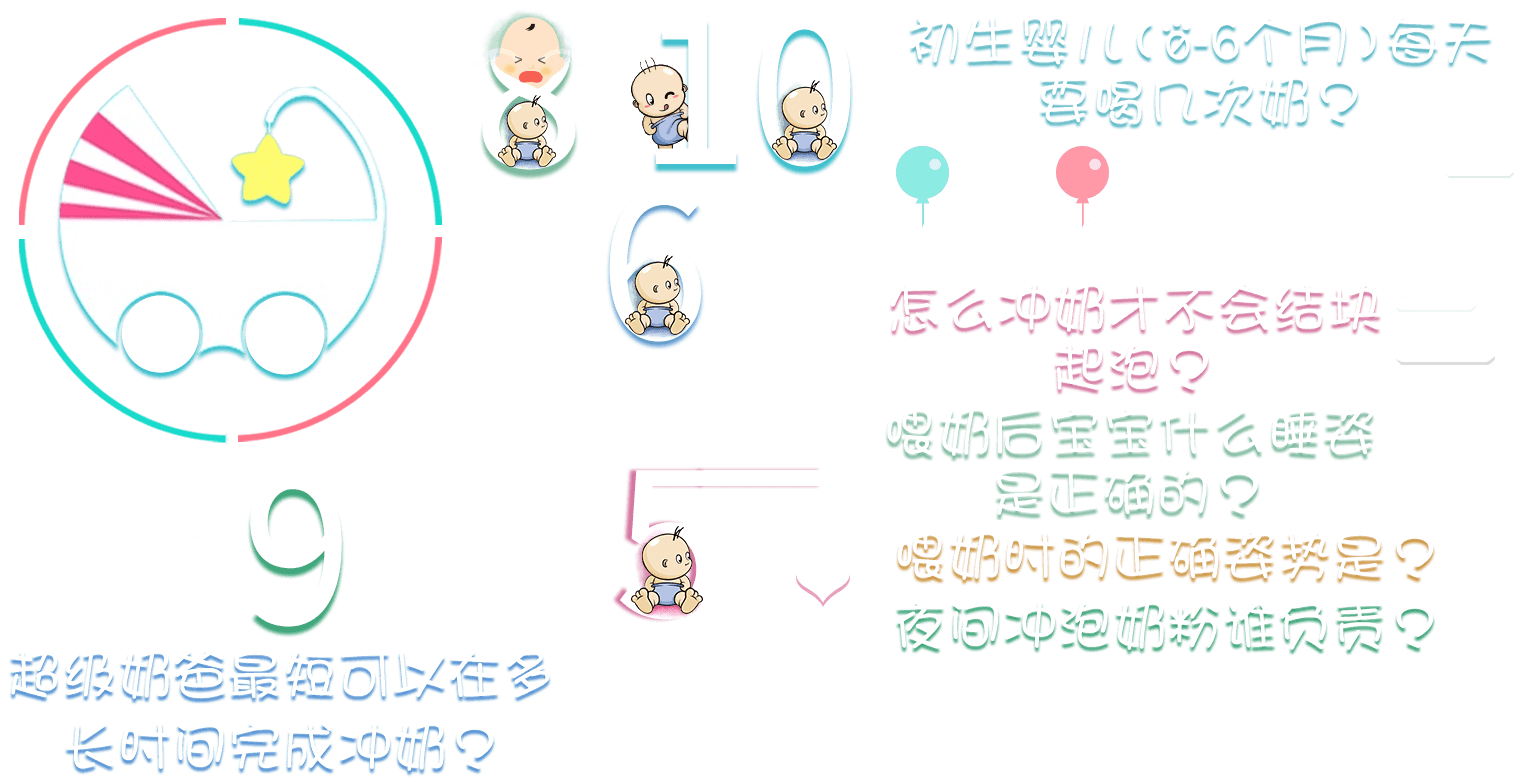 8
10
初生婴儿(0-6个月)每天
要喝几次奶?
6
怎么冲奶才不会结块
起泡?
喂奶后宝宝什么睡姿
是正确的?
9
5
喂奶时的正确姿势是?
夜间冲泡奶粉谁负责?
超级奶爸最短可以在多
长时间完成冲奶?